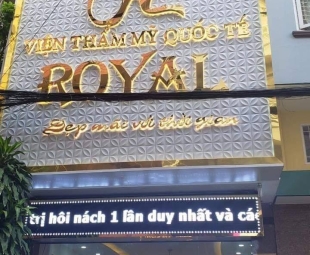 VIỆN THẨM MỸ QUỐC TẾ
ROYAL
Đẹp mãi với thời gian
trị hôi nách 1 lần duy nhất và các